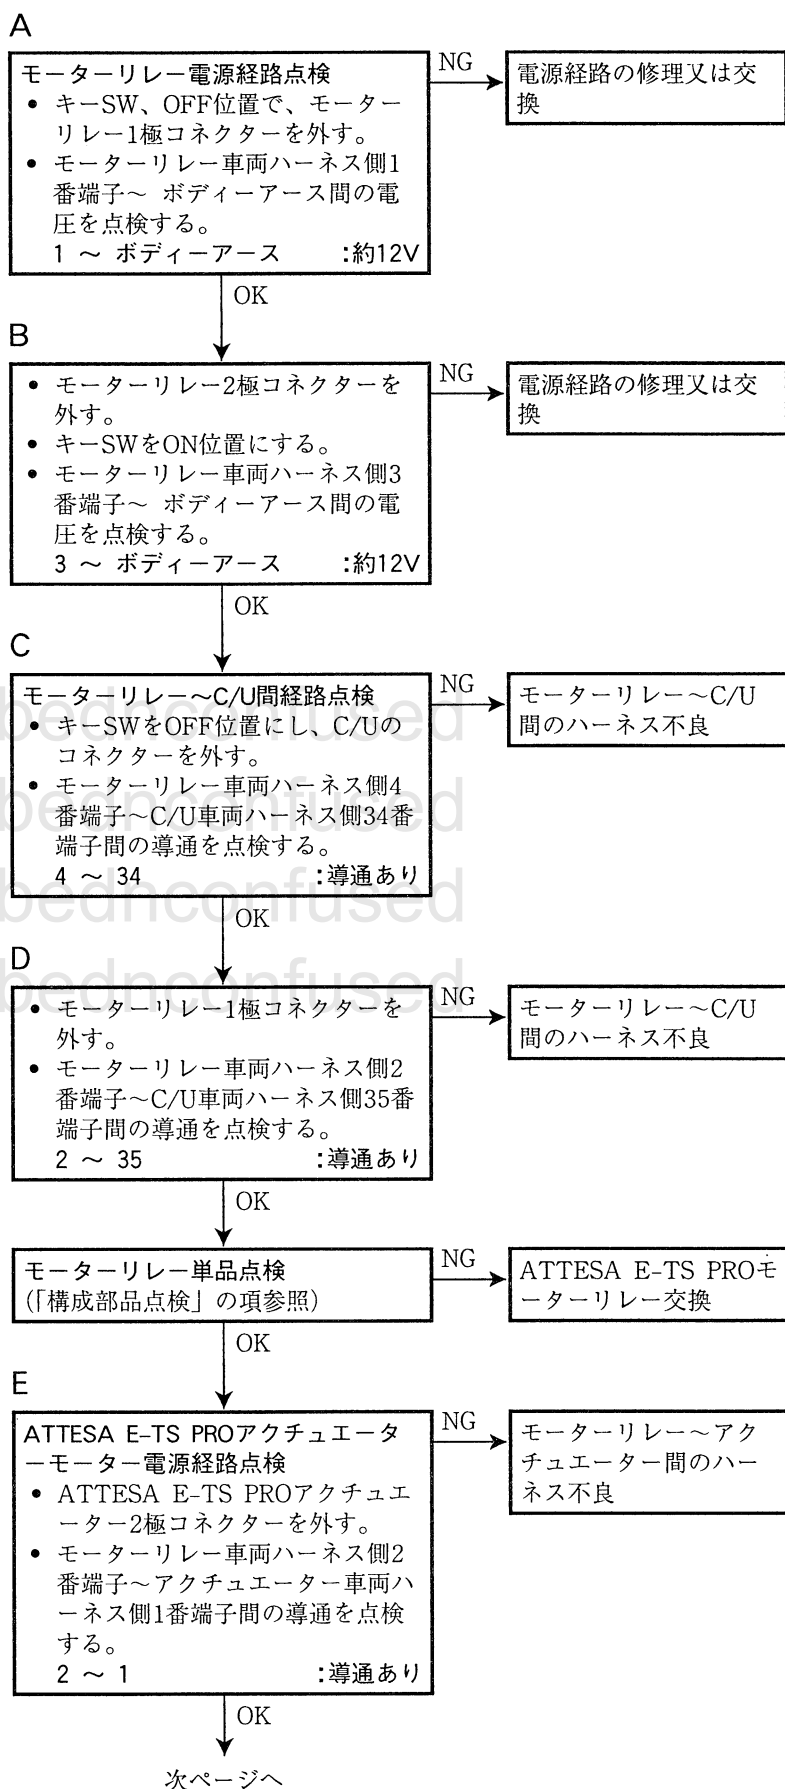 A
モーターリレー電源経路点検
● キーSW、OFF位置で、モーター
リレー1極コネクターを外す。
● モーターリレー車両ハーネス側1
番端子～ ボディーアース間の電
圧を点検する。
1 ～ ボディーアース :約12V
NG
電源経路の修理又は交
換
OK
B
● モーターリレー2極コネクターを
外す。
● キーSWをON位置にする。
● モーターリレー車両ハーネス側3
番端子～ ボディーアース間の電
圧を点検する。
3 ～ ボディーアース :約12V
NG
電源経路の修理又は交
換
OK
C
モーターリレー～C/U間経路点検
● キーSWをOFF位置にし、C/Uの
コネクターを外す。
● モーターリレー車両ハーネス側4
番端子～C/U車両ハーネス側34番
端子間の導通を点検する。
4 ～ 34 :導通あり
NG
モーターリレー～C/U
間のハーネス不良
OK
D
● モーターリレー1極コネクターを
外す。
● モーターリレー車両ハーネス側2
番端子～C/U車両ハーネス側35番
端子間の導通を点検する。
2 ～ 35 :導通あり
NG
モーターリレー～C/U
間のハーネス不良
OK
モーターリレー単品点検
(｢構成部品点検」の項参照)
NG
ATTESA E-TS PROモ
ーターリレー交換
OK
E
ATTESA E-TS PROアクチュエータ
ーモーター電源経路点検
● ATTESA E-TS PROアクチュエ
ーター2極コネクターを外す。
● モーターリレー車両ハーネス側2
番端子～アクチュエーター車両ハ
ーネス側1番端子間の導通を点検
する。
2 ～ 1 :導通あり
NG
モーターリレー～アク
チュエーター間のハー
ネス不良
OK
次ページへ
bednconfused
bednconfused
bednconfused
bednconfused